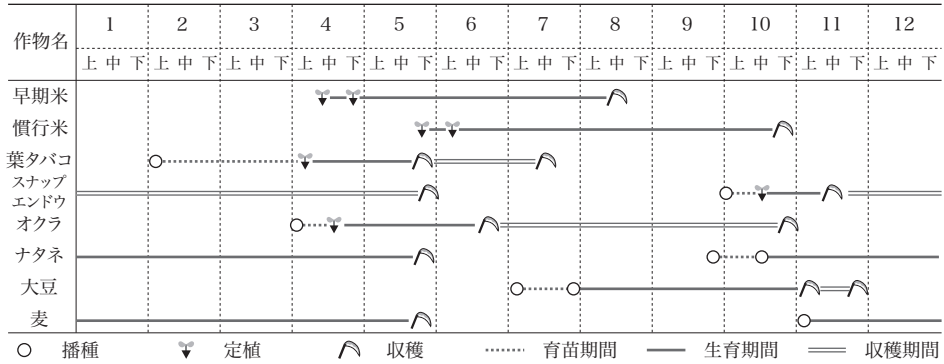 作物名 1 2 3 4 5 6 7 8 9 10 11 12
上 中 下 上 中 下 上 中 下 上 中 下 上 中 下 上 中 下 上 中 下 上 中 下 上 中 下 上 中 下 上 中 下 上 中 下
早期米
慣行米
葉タバコ
スナップ
エンドウ
オクラ
ナタネ
大豆
麦
播種 定植 収穫 育苗期間 生育期間 収穫期間